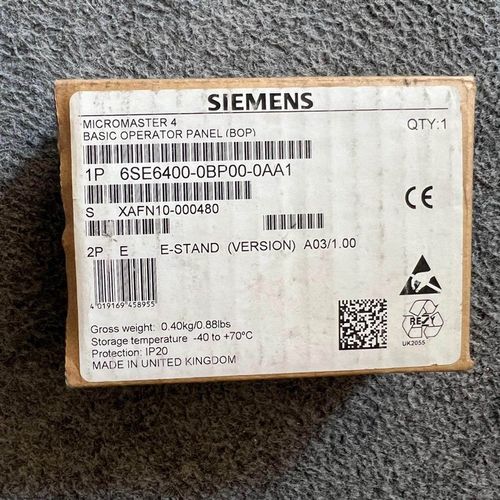 SIEMENS
MICROMASTER 4
BASIC OPERATOR PANEL (BOP)
QTY:1
1P 6SE6400-0BP00-0AA1
S XAFN10-000480
2P E E-STAND (VERSION) A03/1.00
4 019169 458955
Gross weight: 0.40kg/0.88lbs
Storage temperature -40 to +70°C
Protection: IP20
MADE IN UNITED KINGDOM
REZY
UK2055